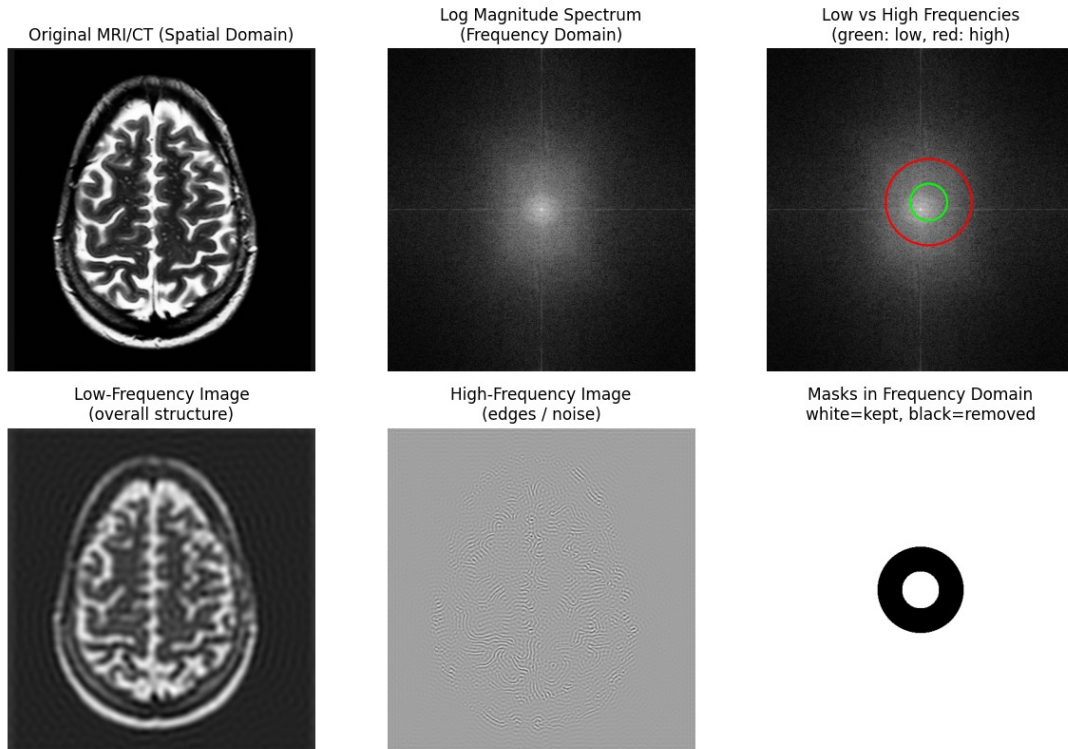 Original MRI/CT (Spatial Domain)
Log Magnitude Spectrum
(Frequency Domain)
Low vs High Frequencies
(green: low, red: high)
Low-Frequency Image
(overall structure)
High-Frequency Image
(edges / noise)
Masks in Frequency Domain
white=kept, black=removed